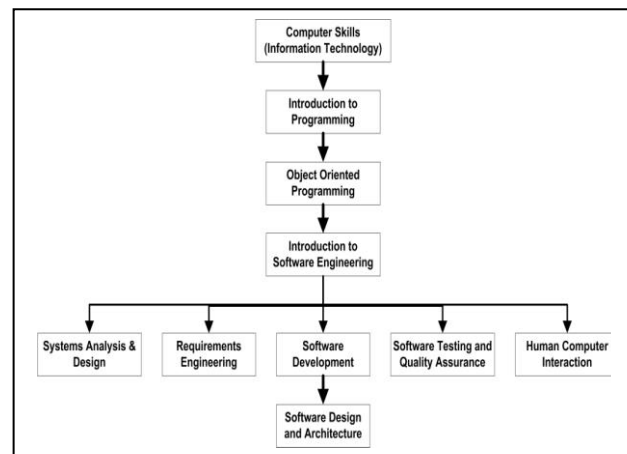 Computer Skills
(Information Technology)
Introduction to
Programming
Object Oriented
Programming
Introduction to
Software Engineering
Systems Analysis &
Design
Requirements
Engineering
Software
Development
Software Testing and
Quality Assurance
Human Computer
Interaction
Software Design
and Architecture